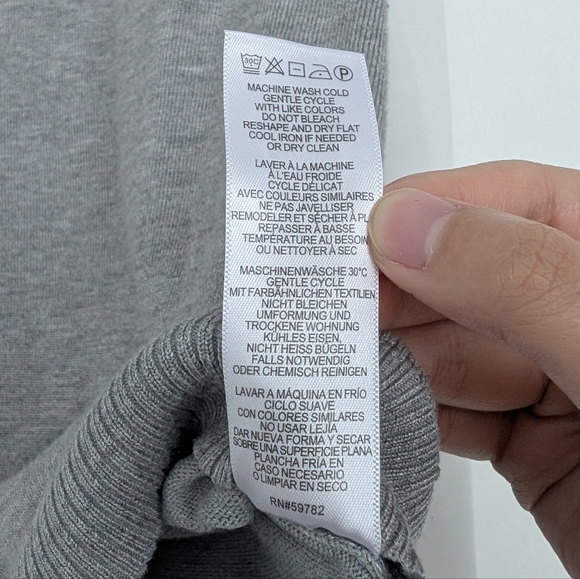 30C
P
MACHINE WASH COLD
GENTLE CYCLE
WITH LIKE COLORS
DO NOT BLEACH
RESHAPE AND DRY FLAT
COOL IRON IF NEEDED
OR DRY CLEAN
LAVER À LA MACHINE
À L'EAU FROIDE
CYCLE DÉLICAT
AVEC COULEURS SIMILAIRES
NE PAS JAVELLISER
REMODELER ET SÉCHER À PL
REPASSER À BASSE
TEMPÉRATURE AU BESOIN
OU NETTOYER À SEC
MASCHINENWÄSCHE 30°C
GENTLE CYCLE
MIT FARBÄHNLICHEN TEXTILIEN
NICHT BLEICHEN
UMFORMUNG UND
TROCKENE WOHNUNG
KÜHLES EISEN,
NICHT HEISS BÜGELN
FALLS NOTWENDIG
ODER CHEMISCH REINIGEN
LAVAR A MÁQUINA EN FRÍO
CICLO SUAVE
CON COLORES SIMILARES
NO USAR LEJÍA
DAR NUEVA FORMA Y SECAR
SOBRE UNA SUPERFICIE PLANA
PLANCHA FRÍA EN
CASO NECESARIO
O LIMPIAR EN SECO
RN#59782